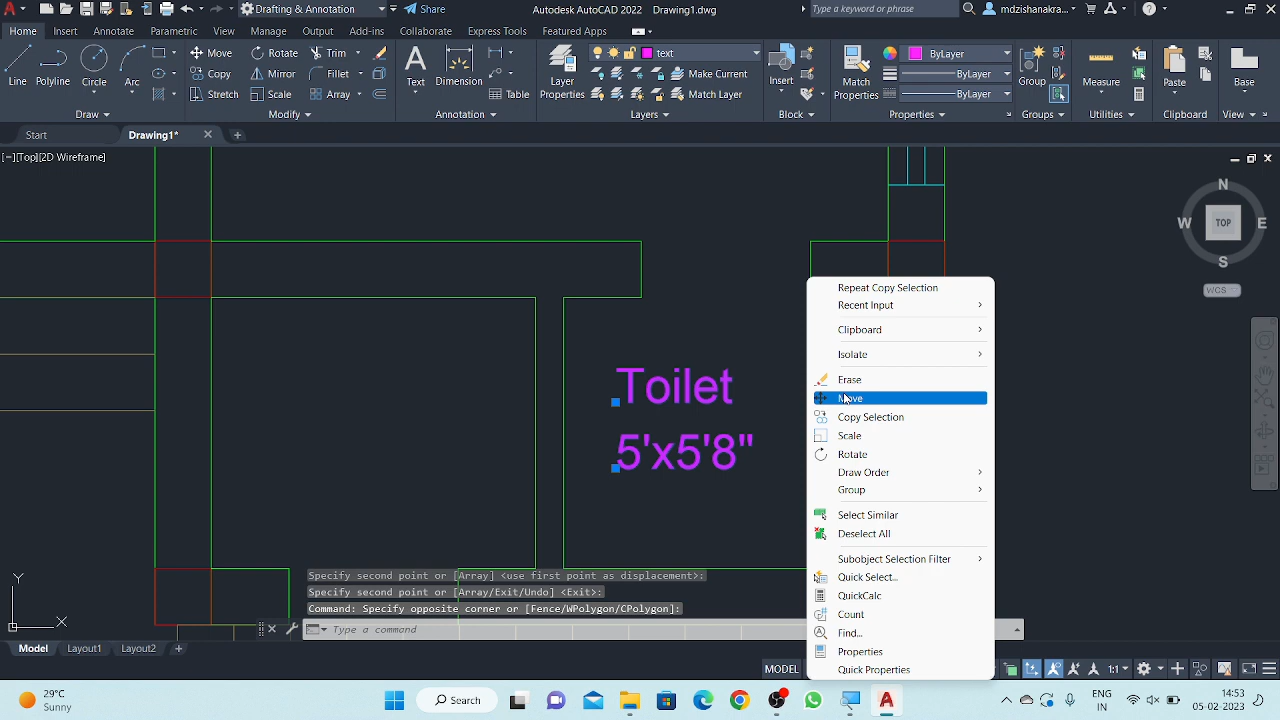 Drafting & Annotation
Share
Autodesk AutoCAD 2022 Drawing1.dwg
Type a keyword or phrase
mdzishanakra...
Home Insert Annotate Parametric View Manage Output Add-ins Collaborate Express Tools Featured Apps
Line
Polyline
Circle
Arc
Move
Rotate
Trim
Copy
Mirror
Fillet
Stretch
Scale
Array
Text
Dimension
Table
Layer
Properties
text
Make Current
Match Layer
Insert
Match
Properties
ByLayer
ByLayer
ByLayer
Group
Measure
Paste
Base
Draw
Modify
Annotation
Layers
Block
Properties
Groups
Utilities
Clipboard
View
Start
Drawing1*
[−][Top][2D Wireframe]
N
W
TOP
E
S
WCS
Toilet
5'x5'8"
Repeat Copy Selection
Recent Input
Clipboard
Isolate
Erase
Move
Copy Selection
Scale
Rotate
Draw Order
Group
Select Similar
Deselect All
Subobject Selection Filter
Quick Select...
QuickCalc
Count
Find...
Properties
Quick Properties
Y
X
Specify second point or [Array] <use first point as displacement>:
Specify second point or [Array/Exit/Undo] <Exit>:
Command: Specify opposite corner or [Fence/WPolygon/CPolygon]:
Type a command
Model Layout1 Layout2
MODEL
1:1
29°C
Sunny
Search
ENG
IN
14:53
05-02-2023